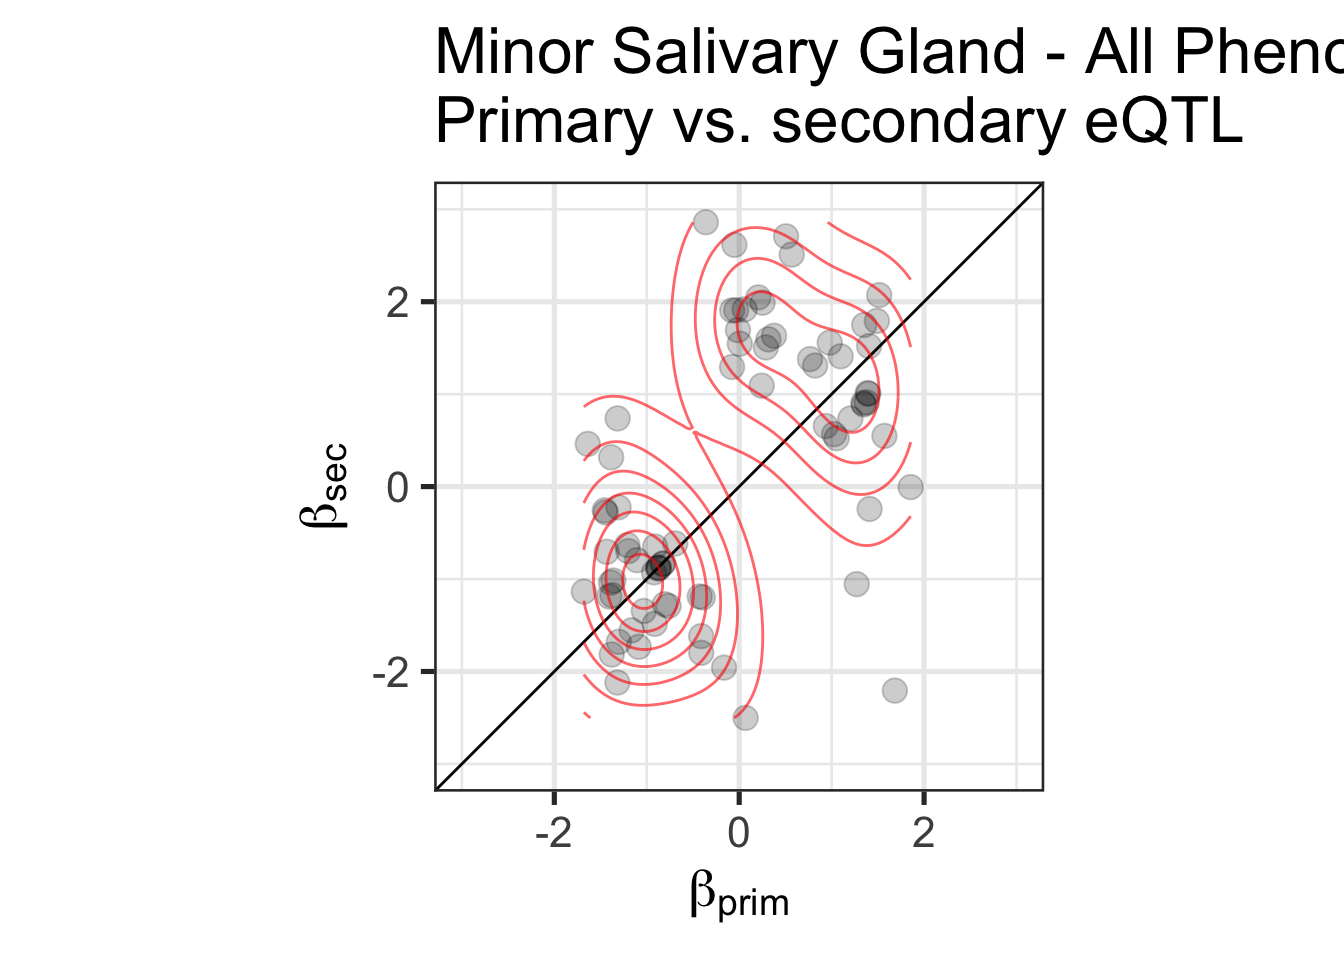 Minor Salivary Gland - All Pheno
Primary vs. secondary eQTL
2
0
-2
βsec
-2 0 2
βprim